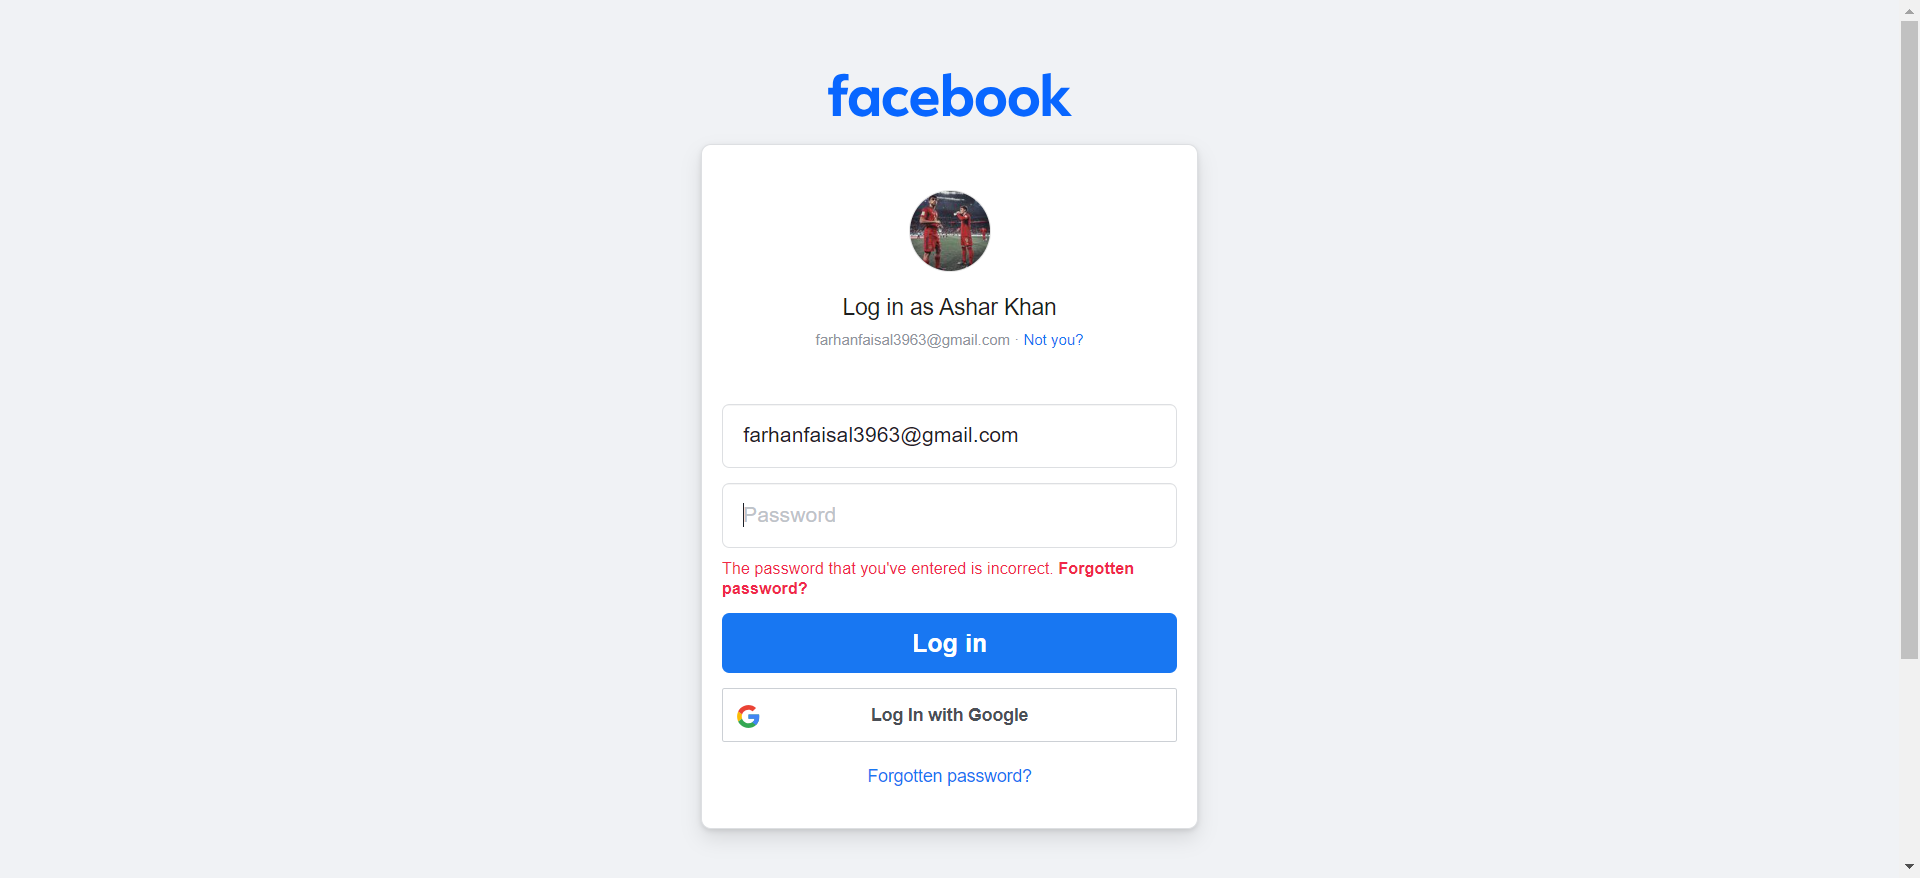 facebook
Log in as Ashar Khan
farhanfaisal3963@gmail.com · Not you?
farhanfaisal3963@gmail.com
Password
The password that you've entered is incorrect. Forgotten
password?
Log in
Log In with Google
Forgotten password?